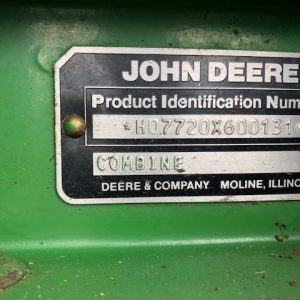 JOHN DEERE
Product Identification Num
*H07720X600131
COMBINE
DEERE & COMPANY MOLINE, ILLINO